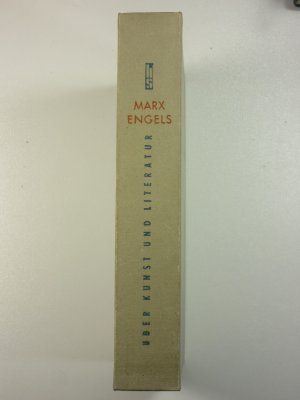 MARX
ENGELS
ÜBER KUNST UND LITERATUR